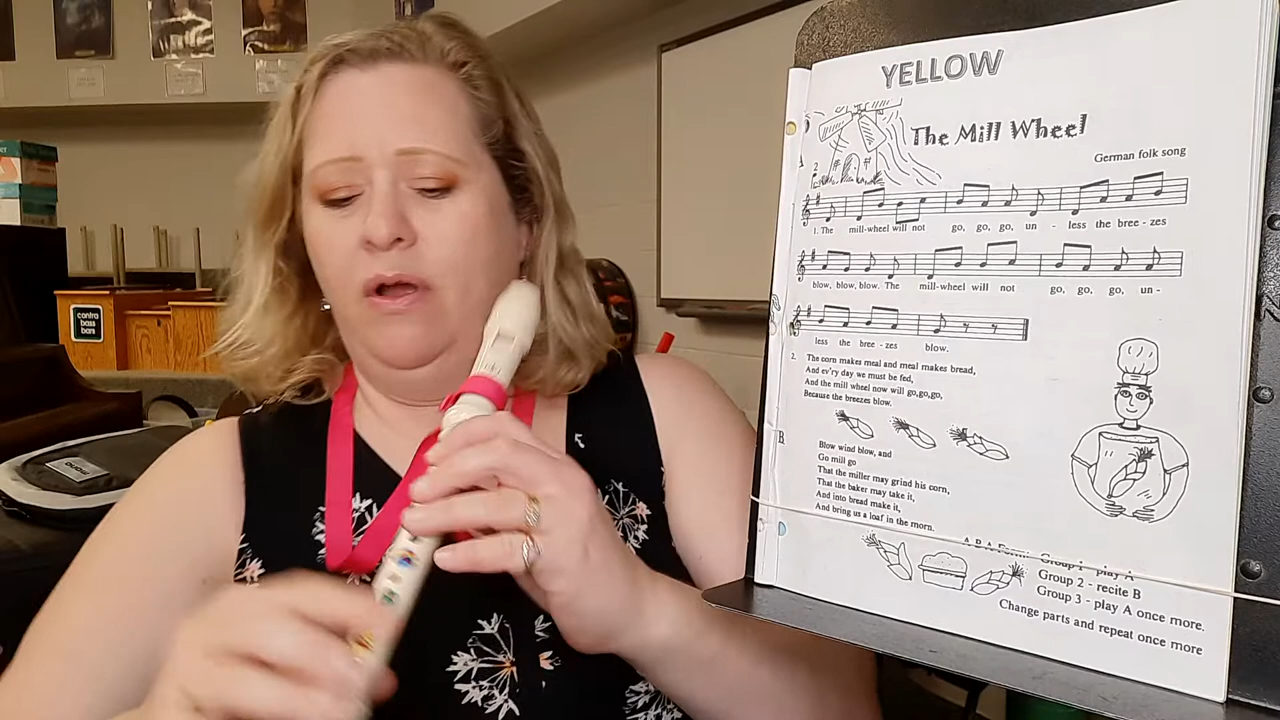 YELLOW
The Mill Wheel
German folk song
1. The mill-wheel will not go, go, go, un - less the bree - zes
blow, blow, blow. The mill-wheel will not go, go, go, un -
less the bree - zes blow.
2. The corn makes meal and meal makes bread,
And ev'ry day we must be fed,
And the mill wheel now will go,go,go,
Because the breezes blow.
B
Blow wind blow, and
Go mill go
That the miller may grind his corn,
That the baker may take it,
And into bread make it,
And bring us a loaf in the morn.
A B A Form: Group 1 - play A
Group 2 - recite B
Group 3 - play A once more.
Change parts and repeat once more
contra
bass
bars